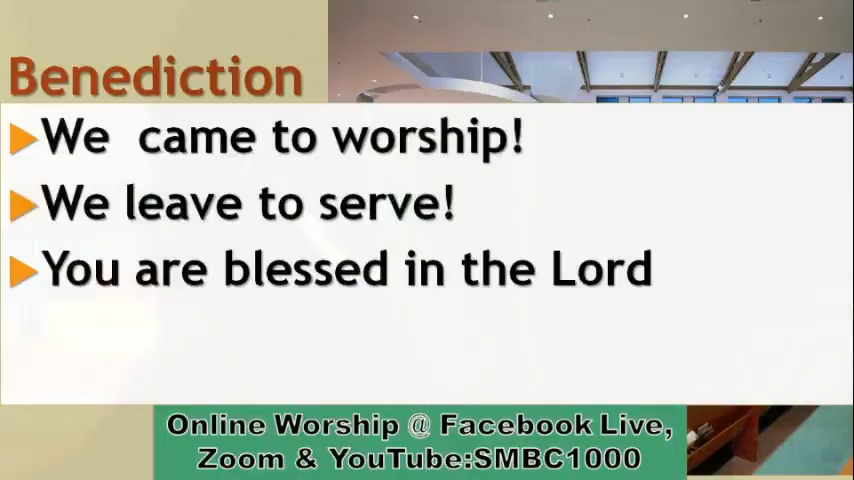 Benediction
We came to worship!
We leave to serve!
You are blessed in the Lord
Online Worship @ Facebook Live,
Zoom & YouTube:SMBC1000